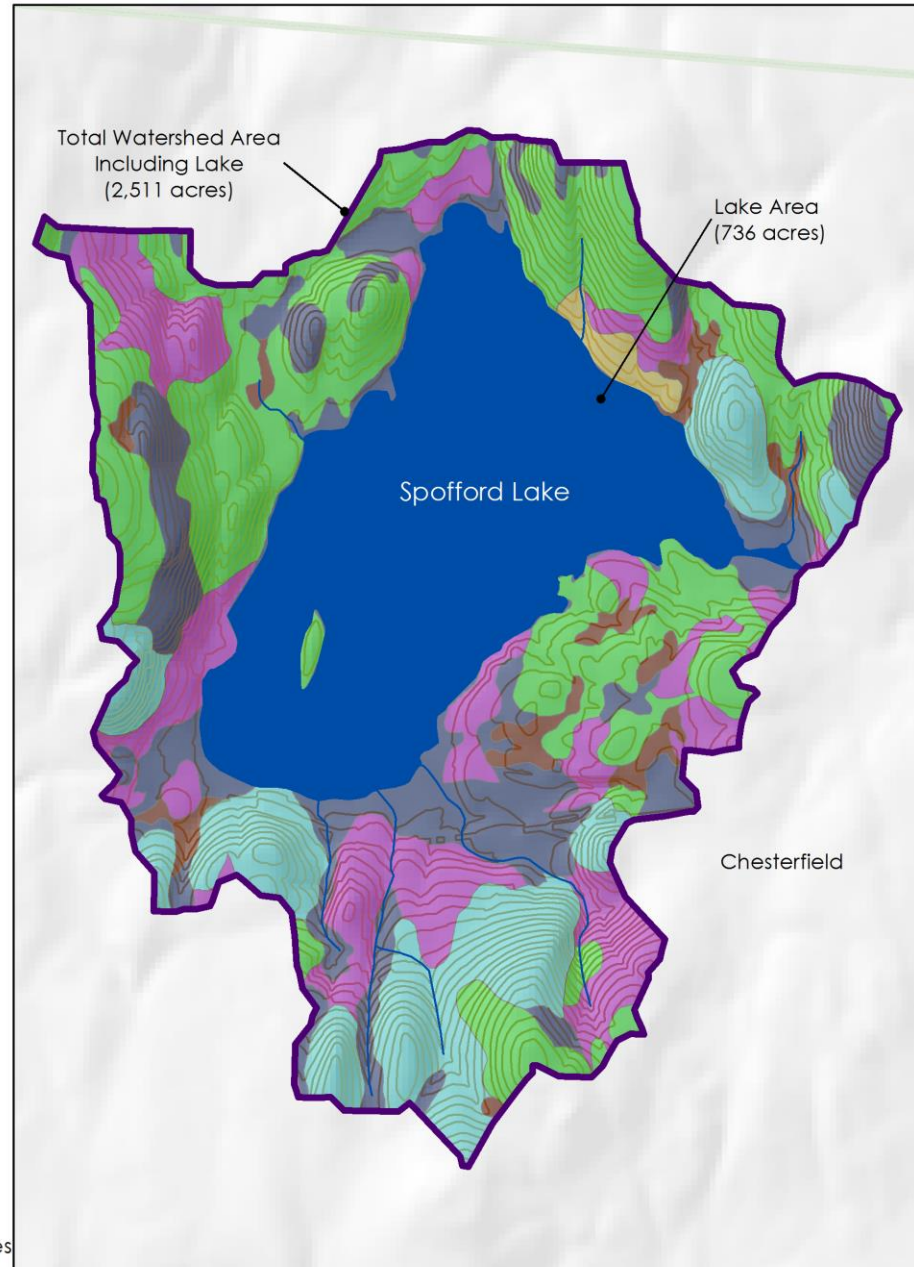 Total Watershed Area
Including Lake
(2,511 acres)
Lake Area
(736 acres)
Spofford Lake
Chesterfield